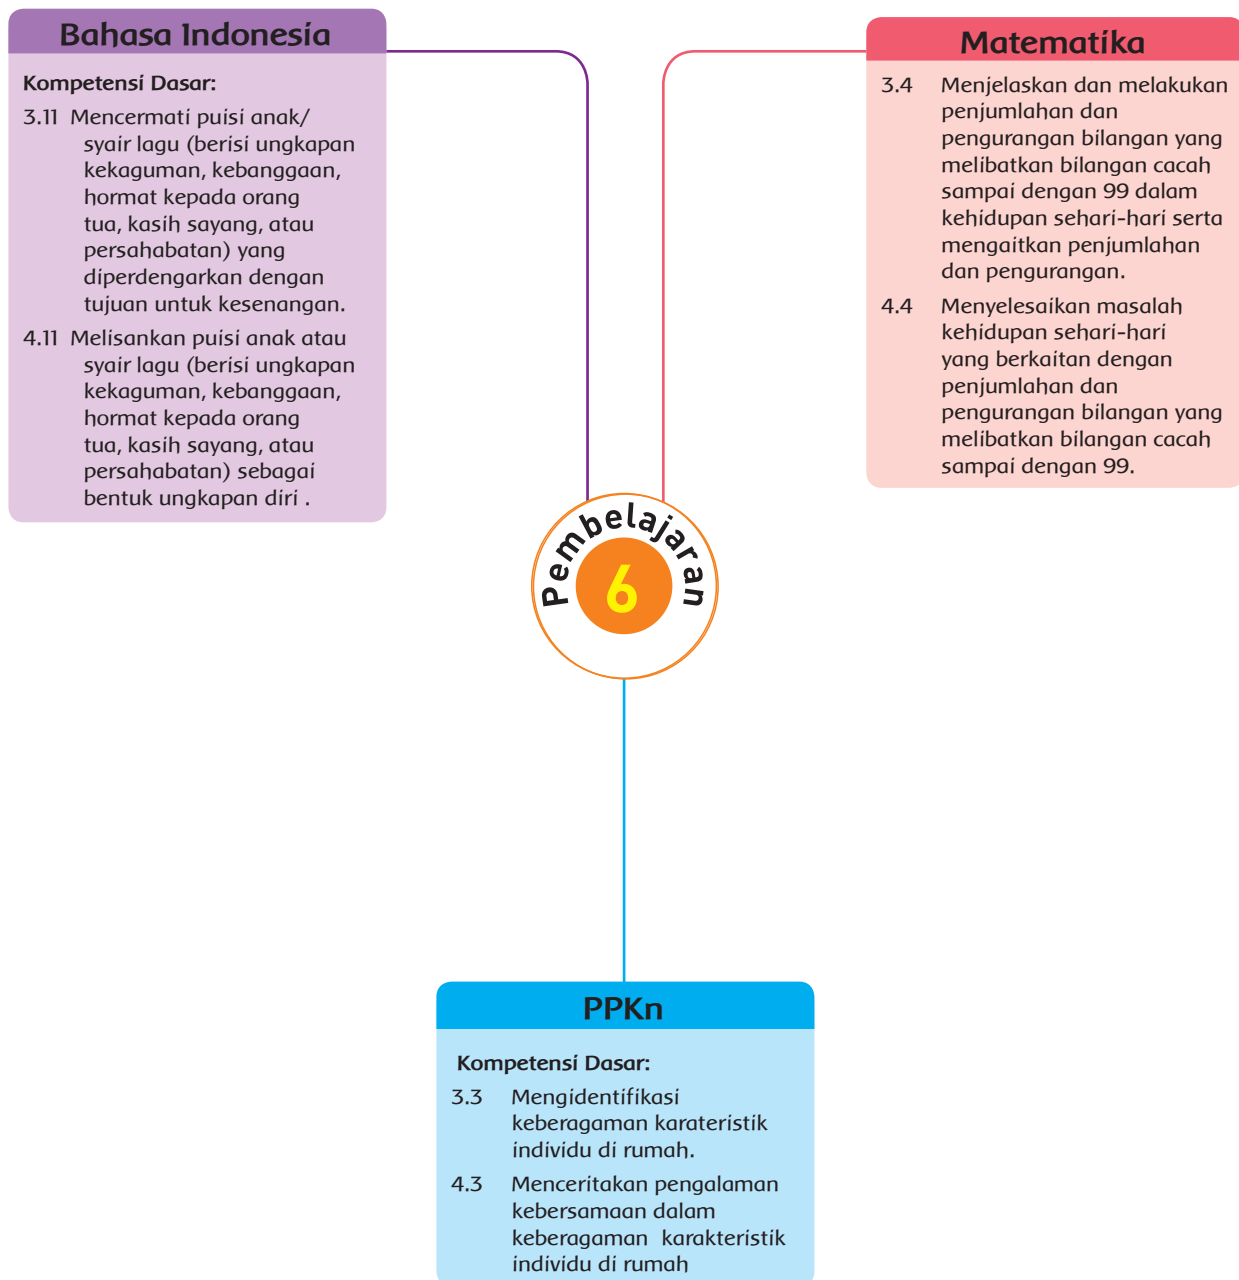 Bahasa Indonesia
Kompetensi Dasar:
3.11 Mencermati puisi anak/
syair lagu (berisi ungkapan
kekaguman, kebanggaan,
hormat kepada orang
tua, kasih sayang, atau
persahabatan) yang
diperdengarkan dengan
tujuan untuk kesenangan.
4.11 Melisankan puisi anak atau
syair lagu (berisi ungkapan
kekaguman, kebanggaan,
hormat kepada orang
tua, kasih sayang, atau
persahabatan) sebagai
bentuk ungkapan diri .
Matematika
3.4 Menjelaskan dan melakukan
penjumlahan dan
pengurangan bilangan yang
melibatkan bilangan cacah
sampai dengan 99 dalam
kehidupan sehari-hari serta
mengaitkan penjumlahan
dan pengurangan.
4.4 Menyelesaikan masalah
kehidupan sehari-hari
yang berkaitan dengan
penjumlahan dan
pengurangan bilangan yang
melibatkan bilangan cacah
sampai dengan 99.
Pembelajaran
6
PPKn
Kompetensi Dasar:
3.3 Mengidentifikasi
keberagaman karateristik
individu di rumah.
4.3 Menceritakan pengalaman
kebersamaan dalam
keberagaman karakteristik
individu di rumah